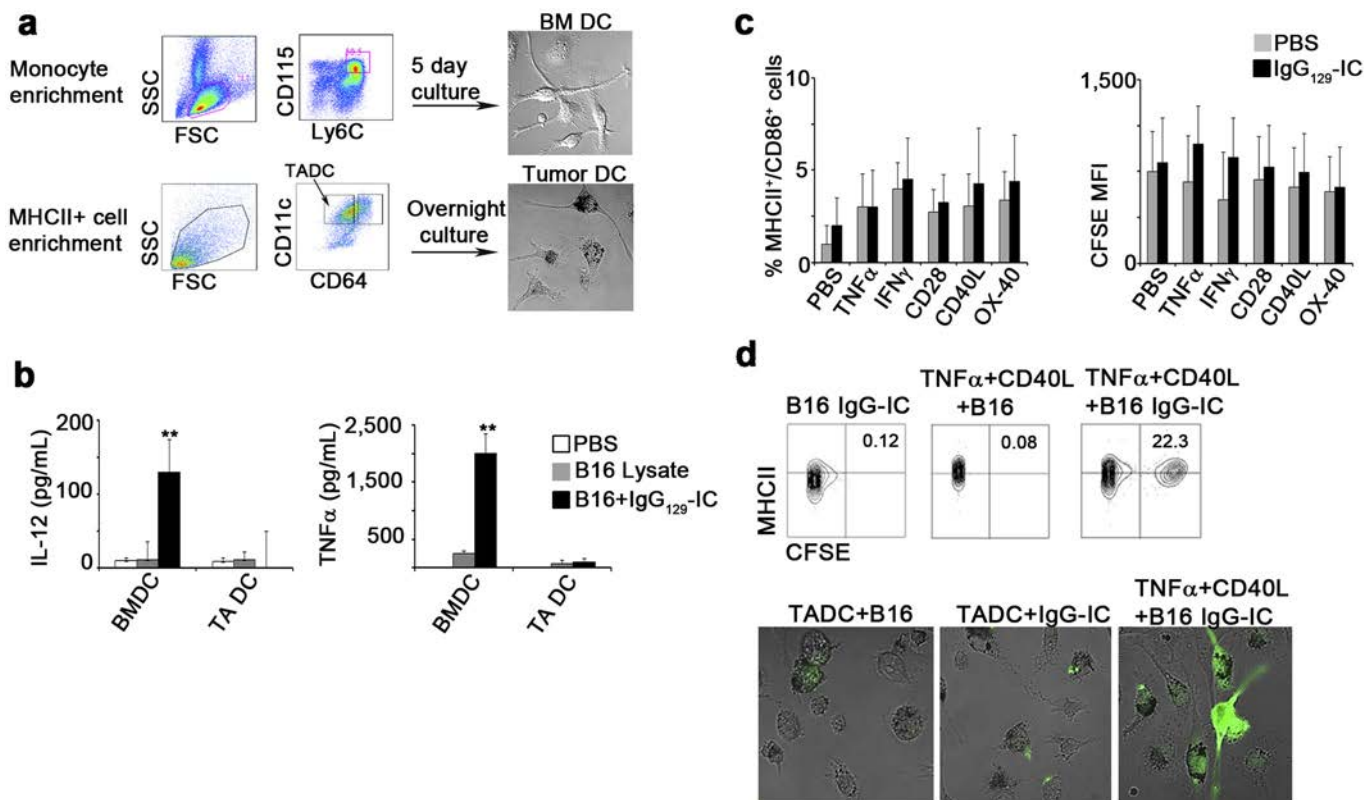 a
Monocyte
enrichment
SSC
FSC
CD115
Ly6C
5 day
culture
BM DC
MHCII+ cell
enrichment
SSC
FSC
TADC
CD11c
CD64
Overnight
culture
Tumor DC
b
IL-12 (pg/mL)
200
100
0
BMDC
TA DC
**
TNFα (pg/mL)
2,500
1,500
500
BMDC
TA DC
**
PBS
B16 Lysate
B16+IgG129-IC
c
PBS
IgG129-IC
% MHCII+/CD86+ cells
10
5
0
PBS
TNFα
IFNγ
CD28
CD40L
OX-40
CFSE MFI
1,500
0
PBS
TNFα
IFNγ
CD28
CD40L
OX-40
d
B16 IgG-IC
TNFα+CD40L
+B16
TNFα+CD40L
+B16 IgG-IC
0.12
0.08
22.3
MHCII
CFSE
TADC+B16
TADC+IgG-IC
TNFα+CD40L
+B16 IgG-IC